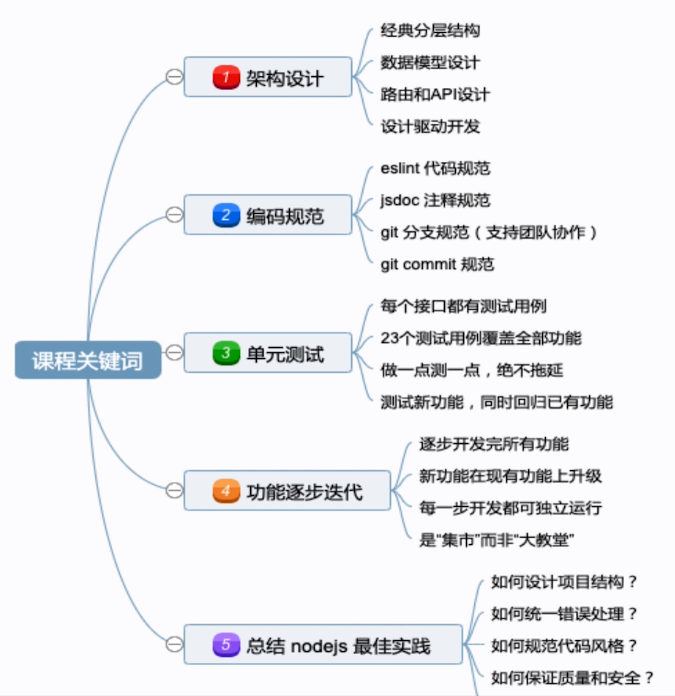 课程关键词
1 架构设计
经典分层结构
数据模型设计
路由和API设计
设计驱动开发
2 编码规范
eslint 代码规范
jsdoc 注释规范
git 分支规范（支持团队协作）
git commit 规范
3 单元测试
每个接口都有测试用例
23个测试用例覆盖全部功能
做一点测一点，绝不拖延
测试新功能，同时回归已有功能
4 功能逐步迭代
逐步开发完所有功能
新功能在现有功能上升级
每一步开发都可独立运行
是“集市”而非“大教堂”
5 总结 nodejs 最佳实践
如何设计项目结构？
如何统一错误处理？
如何规范代码风格？
如何保证质量和安全？